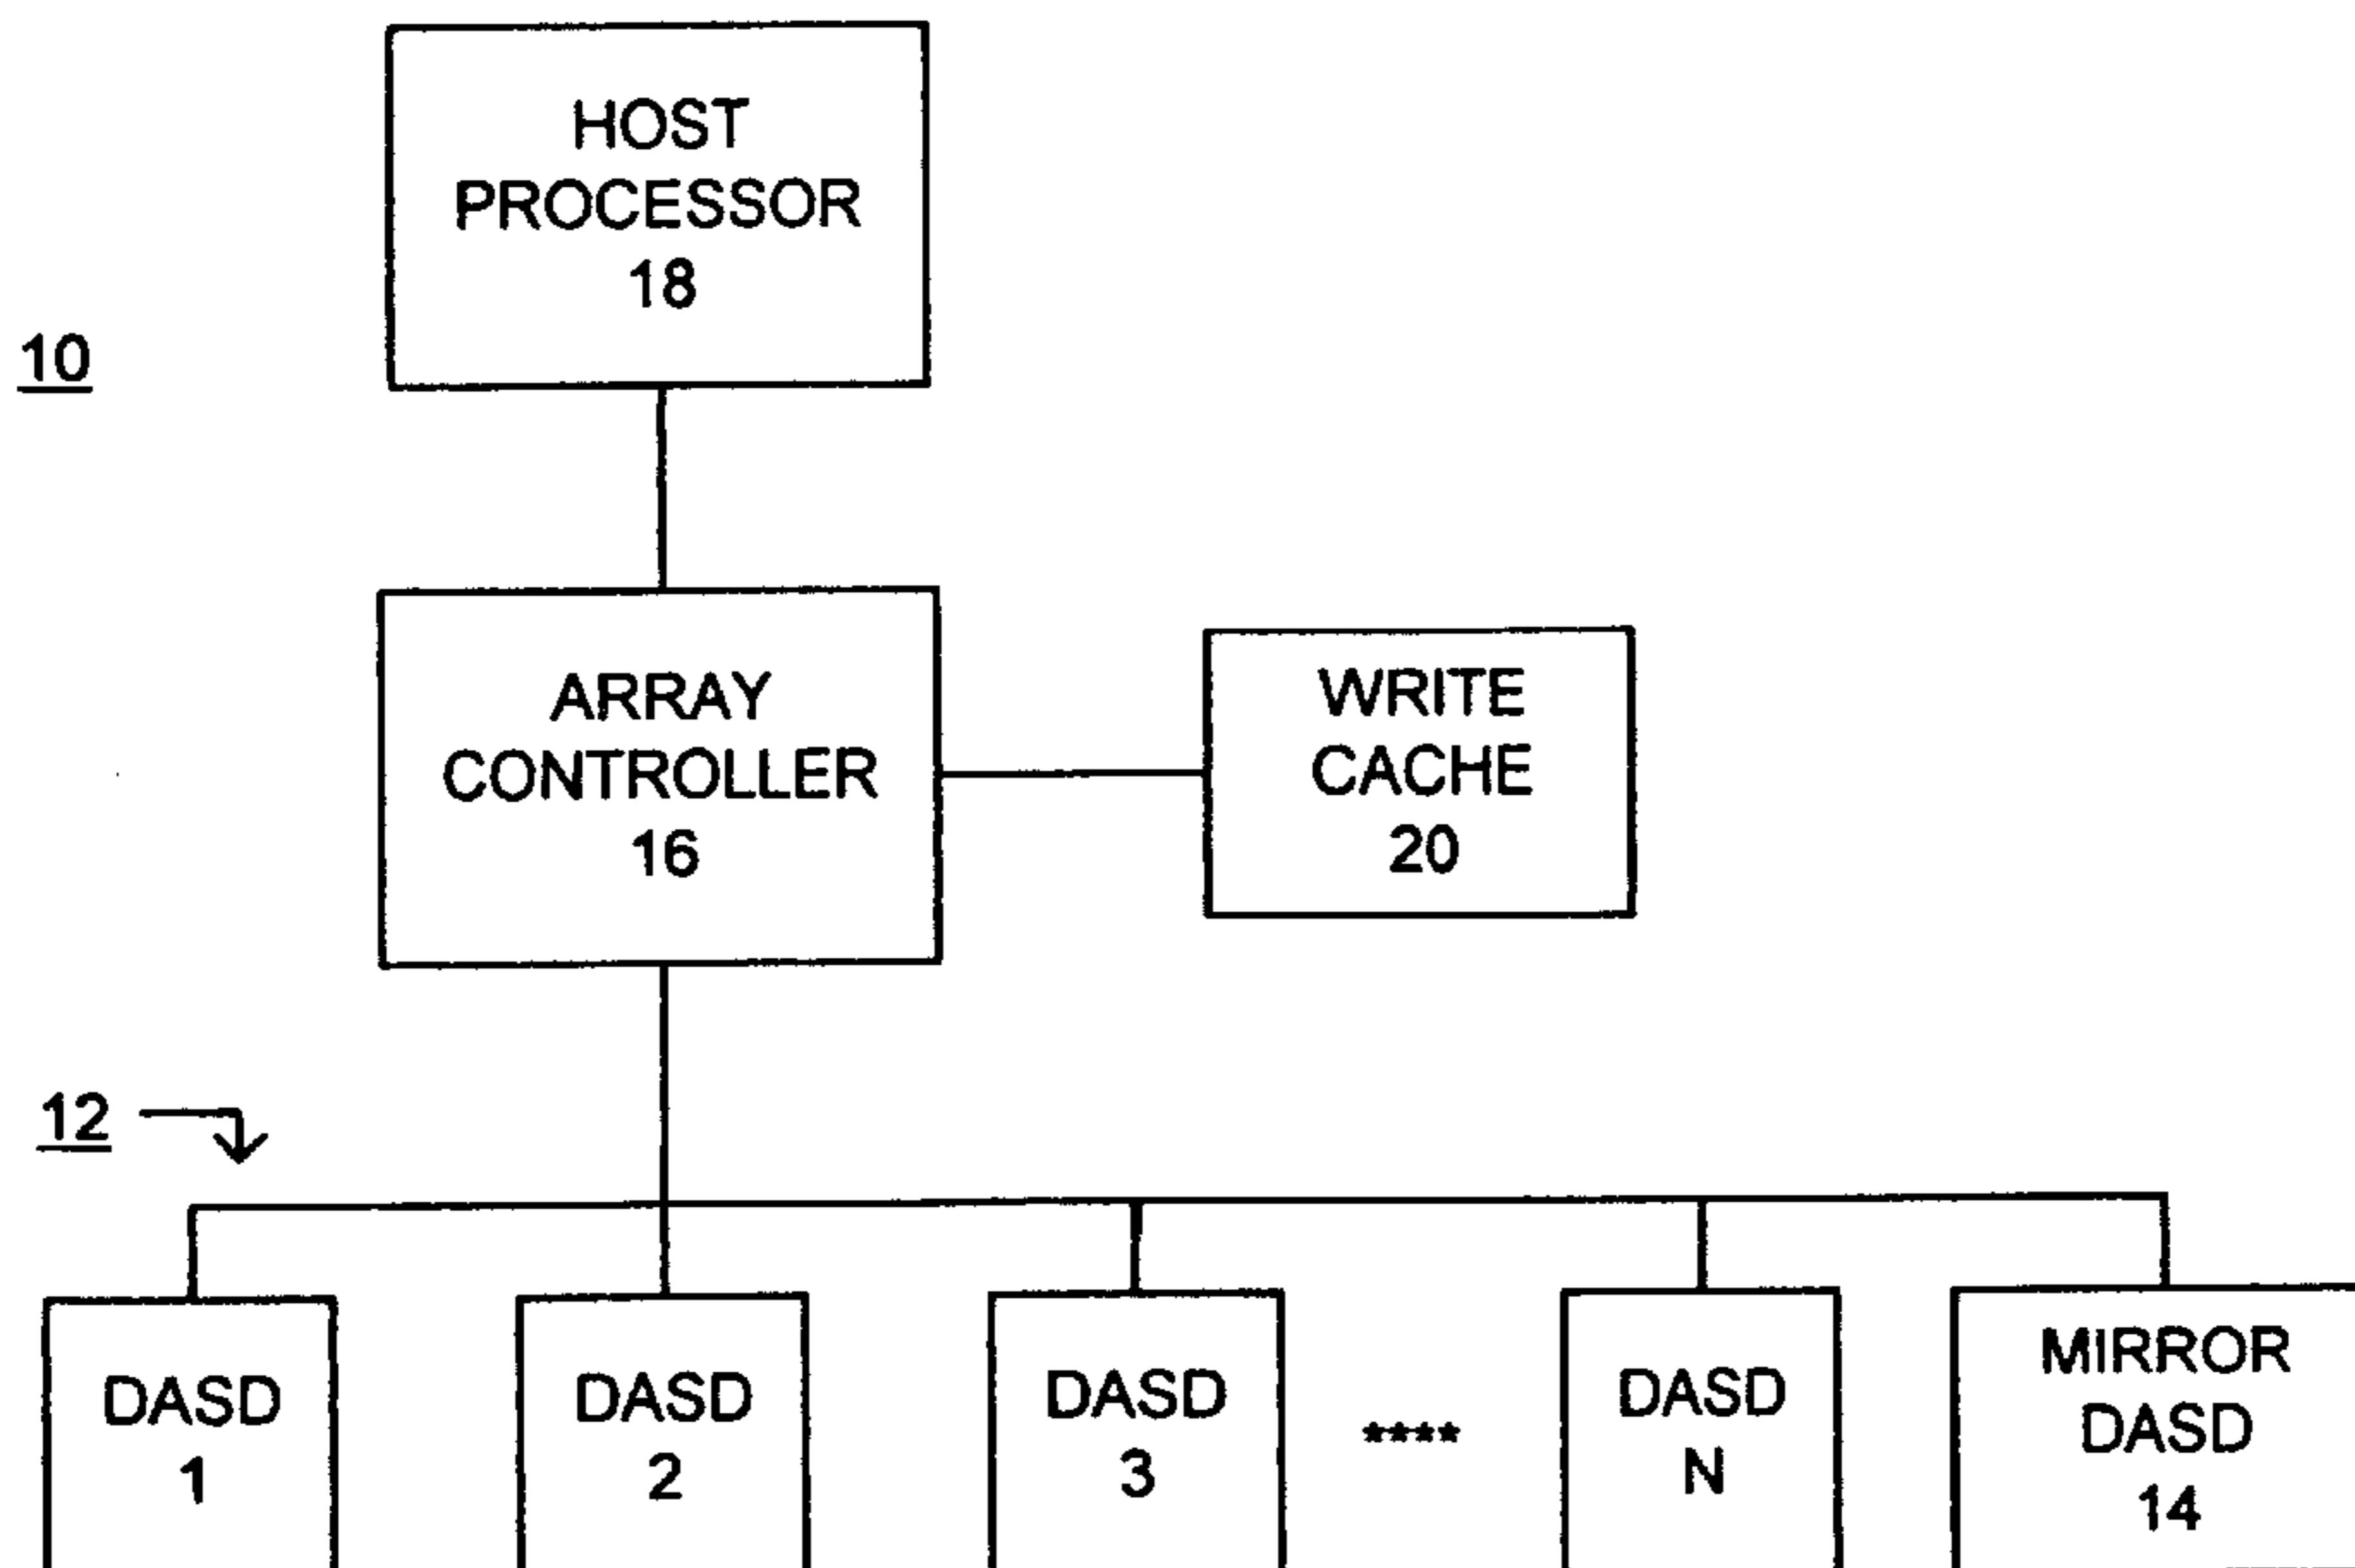 HOST
PROCESSOR
18
10
ARRAY
CONTROLLER
16
WRITE
CACHE
20
12
DASD
1
DASD
2
DASD
3
****
DASD
N
MIRROR
DASD
14